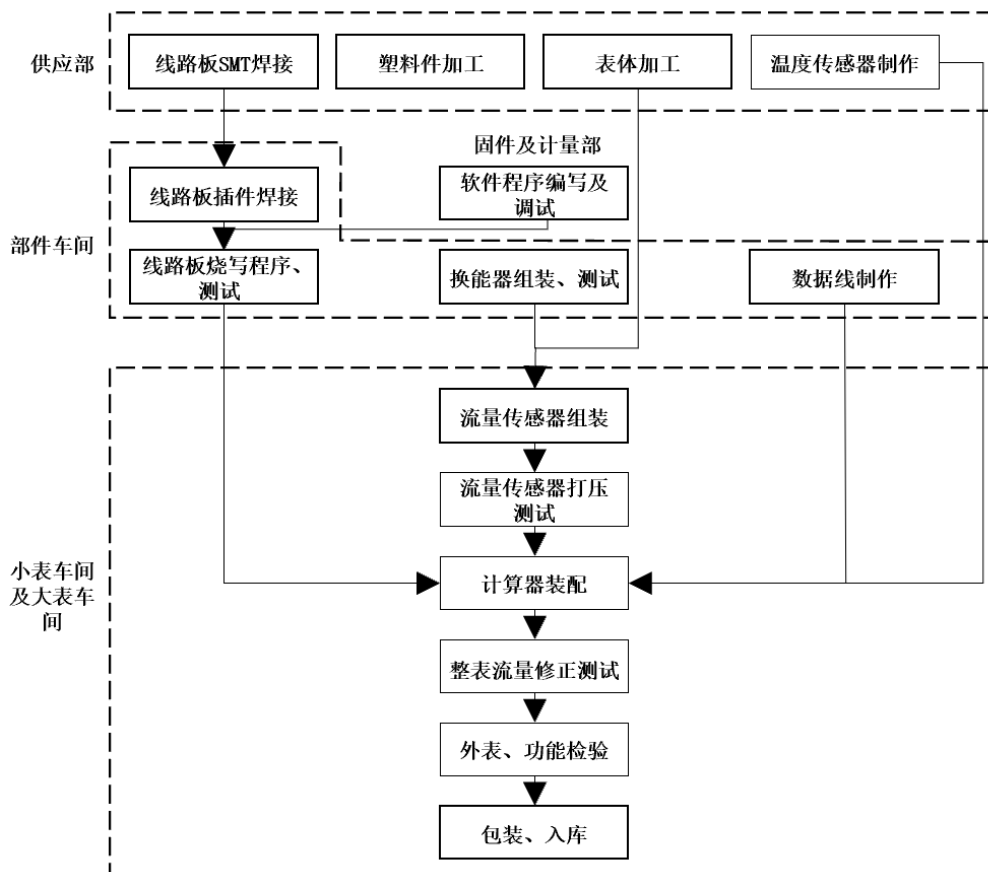 供应部
线路板SMT焊接
塑料件加工
表体加工
温度传感器制作
固件及计量部
线路板插件焊接
软件程序编写及
调试
部件车间
线路板烧写程序、
测试
换能器组装、测试
数据线制作
流量传感器组装
流量传感器打压
测试
小表车间
及大表车
间
计算器装配
整表流量修正测试
外表、功能检验
包装、入库